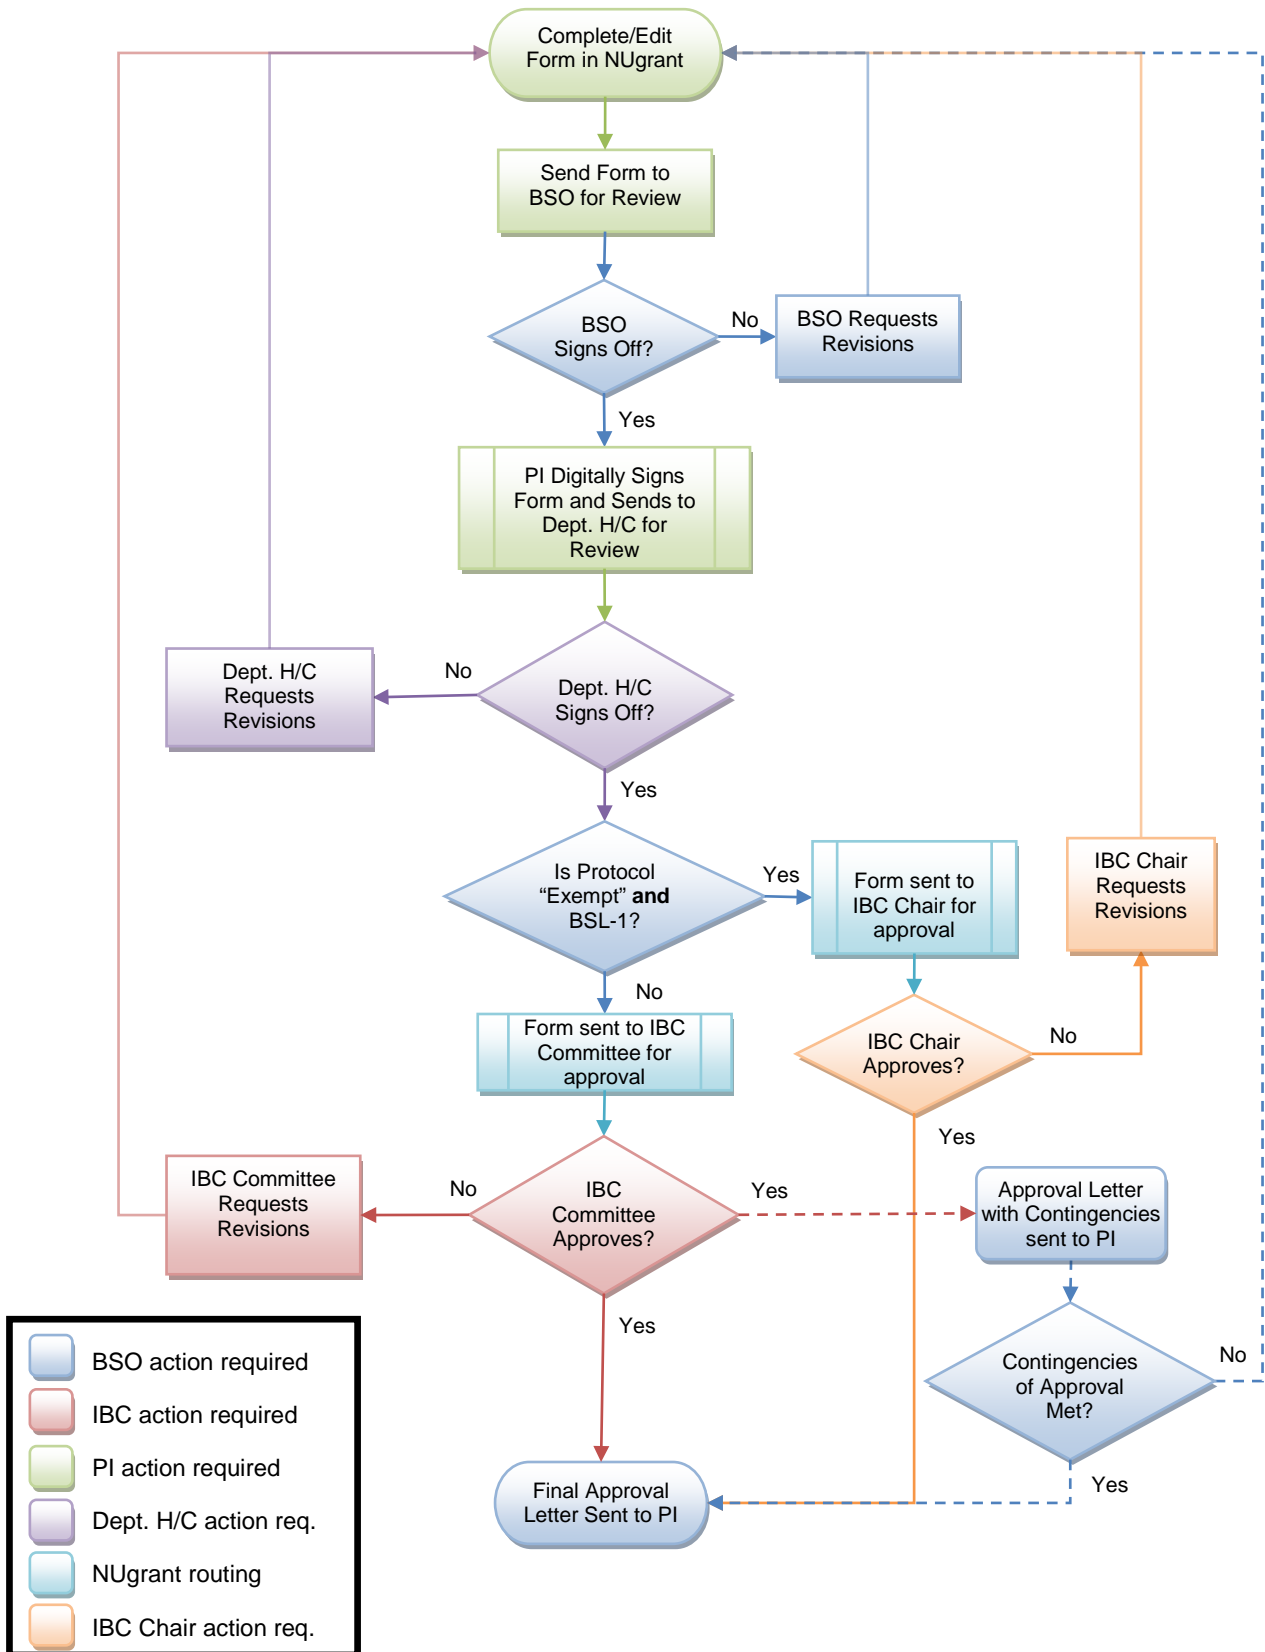 Complete/Edit
Form in NUgrant
Send Form to
BSO for Review
BSO
Signs Off?
No
BSO Requests
Revisions
Yes
PI Digitally Signs
Form and Sends to
Dept. H/C for
Review
Dept. H/C
Requests
Revisions
No
Dept. H/C
Signs Off?
Yes
Is Protocol
“Exempt” and
BSL-1?
Yes
Form sent to
IBC Chair for
approval
IBC Chair
Requests
Revisions
No
Form sent to IBC
Committee for
approval
IBC Chair
Approves?
No
Yes
IBC Committee
Requests
Revisions
No
IBC
Committee
Approves?
Yes
Approval Letter
with Contingencies
sent to PI
Yes
Contingencies
of Approval
Met?
No
Yes
Final Approval
Letter Sent to PI
BSO action required
IBC action required
PI action required
Dept. H/C action req.
NUgrant routing
IBC Chair action req.